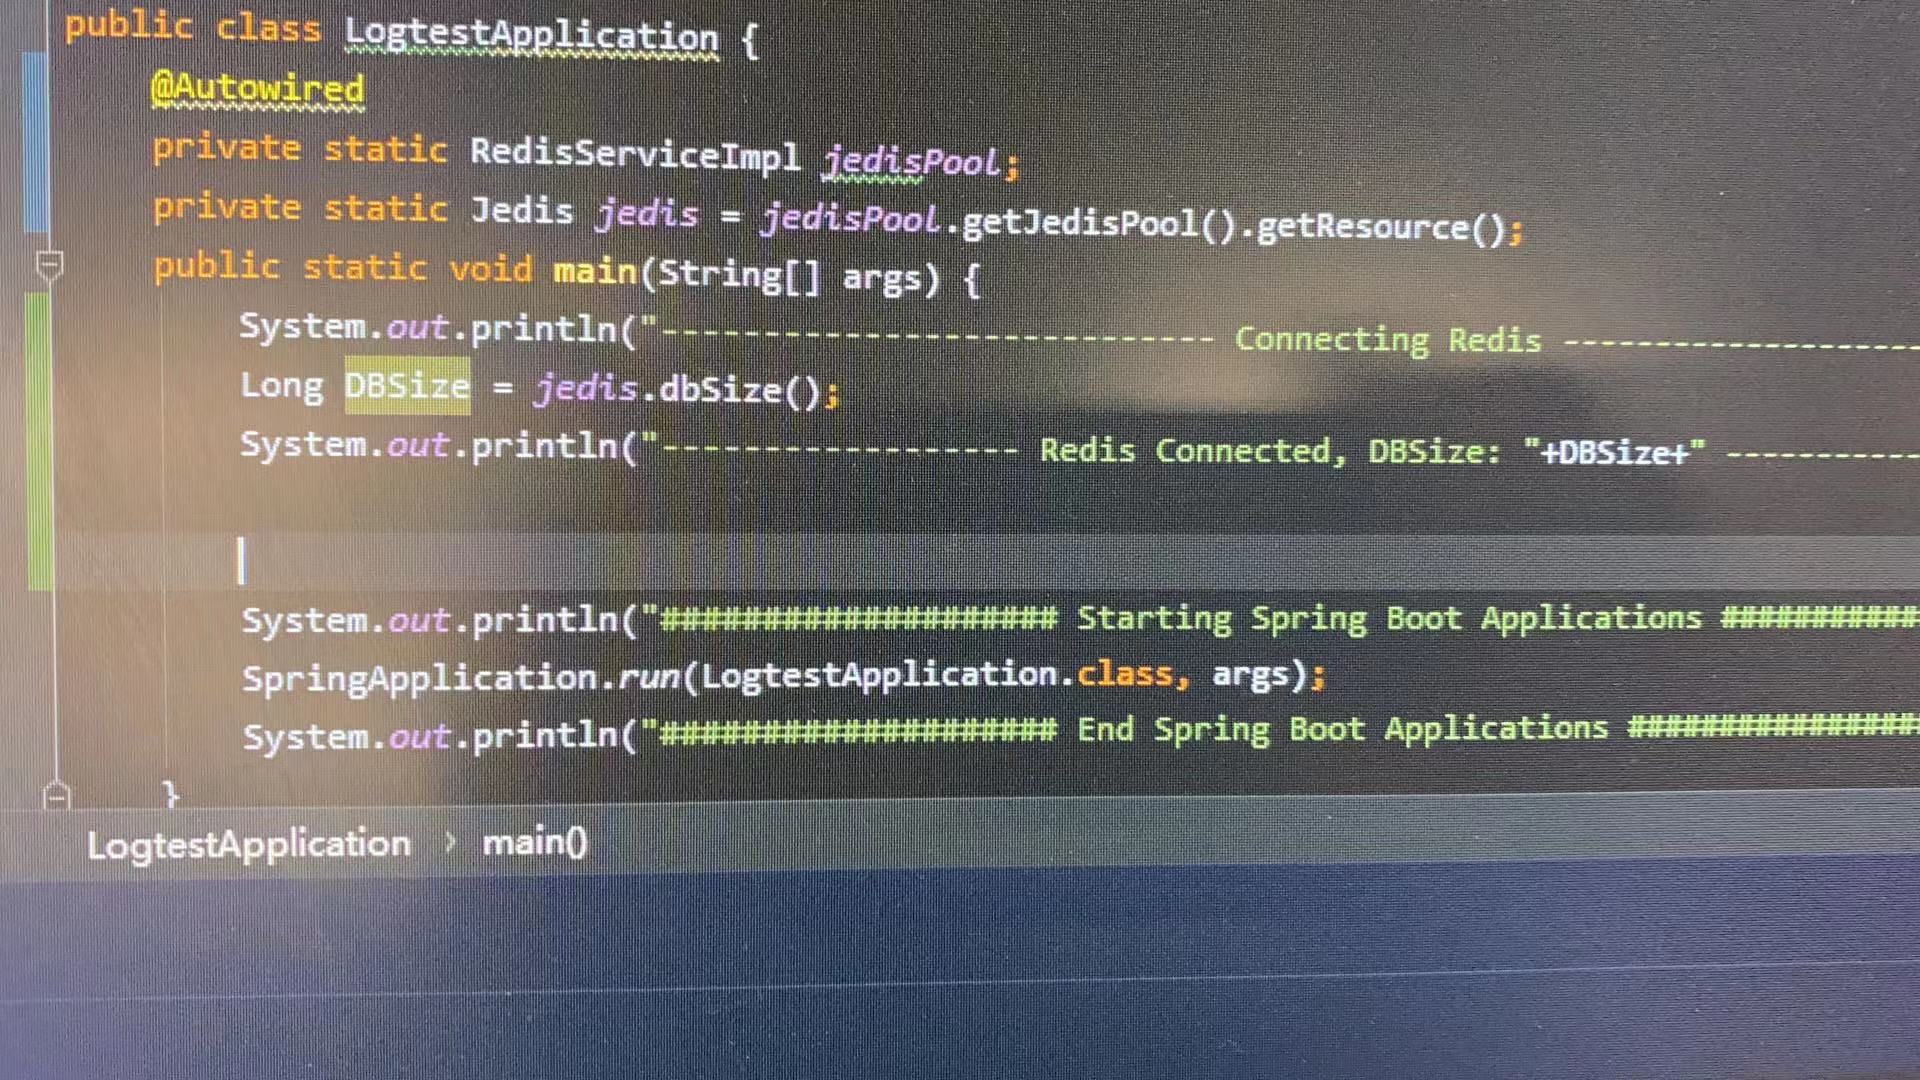 public class LogtestApplication {
@Autowired
private static RedisServiceImpl jedisPool;
private static Jedis jedis = jedisPool.getJedisPool().getResource();
public static void main(String[] args) {
System.out.println("--------------------------- Connecting Redis ------------------
Long DBSize = jedis.dbSize();
System.out.println("------------------ Redis Connected, DBSize: "+DBSize+" ----------
System.out.println("#################### Starting Spring Boot Applications ###########
SpringApplication.run(LogtestApplication.class, args);
System.out.println("#################### End Spring Boot Applications ################
}
LogtestApplication › main()